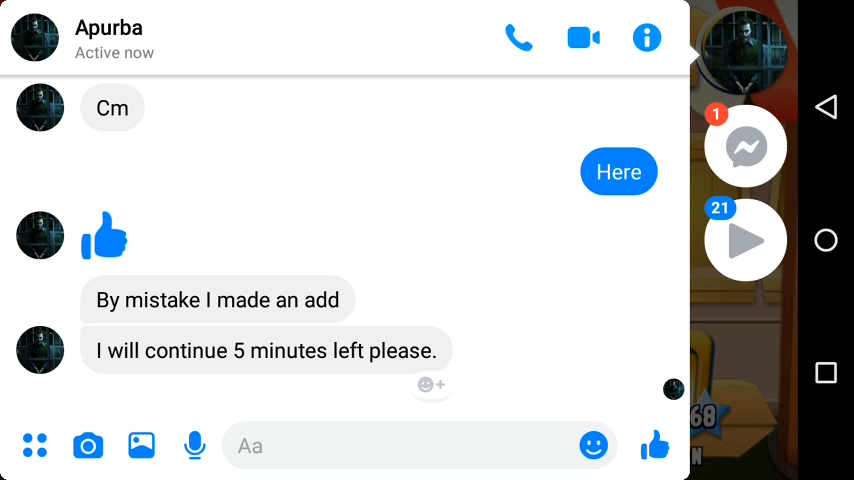 Apurba
Active now
Cm
Here
By mistake I made an add
I will continue 5 minutes left please.
Aa
1
21
68
N